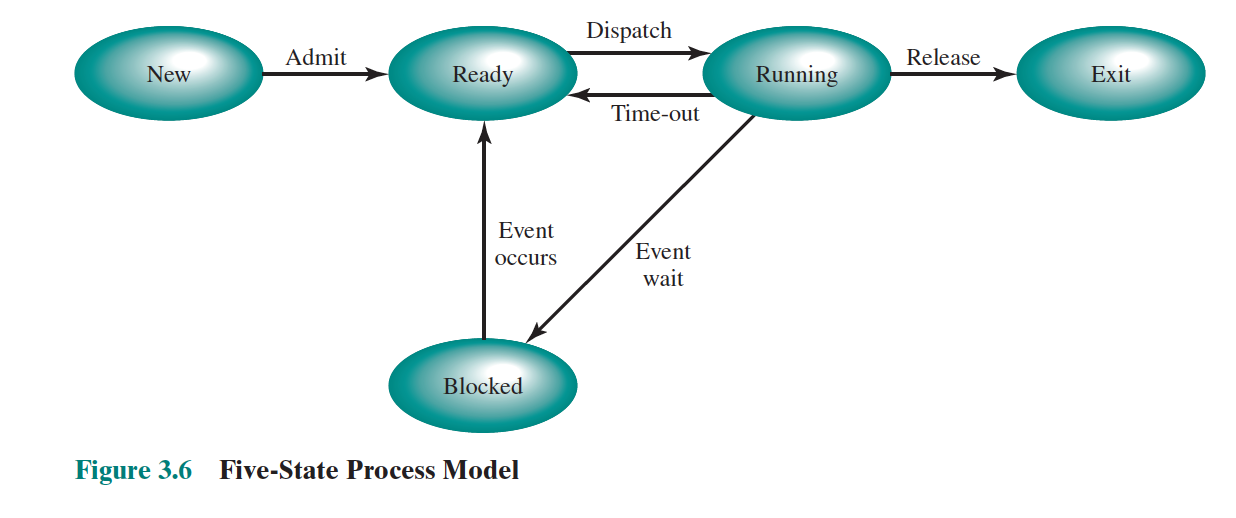 Dispatch
Admit
Release
New
Ready
Running
Exit
Time-out
Event
occurs
Event
wait
Blocked
Figure 3.6 Five-State Process Model